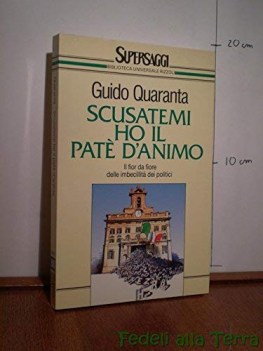 SUPERSAGGI
BIBLIOTECA UNIVERSALE RIZZOLI
Guido Quaranta
SCUSATEMI
HO IL
PATÈ D'ANIMO
Il fior da fiore
delle imbecillità dei politici
20 cm
10 cm
Fedeli alla Terra